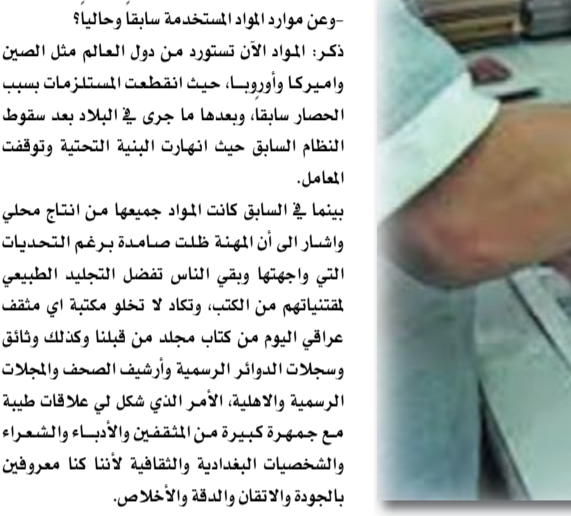 -وعن موارد المواد المستخدمة سابقاً وحالياً؟
ذكر: المواد الآن تستورد من دول العالم مثل الصين
واميركا وأوروبا، حيث انقطعت المستلزمات بسبب
الحصار سابقاً، وبعدها ما جرى في البلاد بعد سقوط
النظام السابق حيث انهارت البنية التحتية وتوقفت
المعامل.
بينما في السابق كانت المواد جميعها من انتاج محلي
واشار الى أن المهنة ظلت صامدة برغم التحديات
التي واجهتها وبقي الناس تفضل التجليد الطبيعي
لمقتنياتهم من الكتب، وتكاد لا تخلو مكتبة اي مثقف
عراقي اليوم من كتاب مجلد من قبلنا وكذلك وثائق
وسجلات الدوائر الرسمية وأرشيف الصحف والمجلات
الرسمية والاهلية، الأمر الذي شكل لي علاقات طيبة
مع جمهرة كبيرة من المثقفين والأدباء والشعراء
والشخصيات البغدادية والثقافية لأننا كنا معروفين
بالجودة والاتقان والدقة والأخلاص.